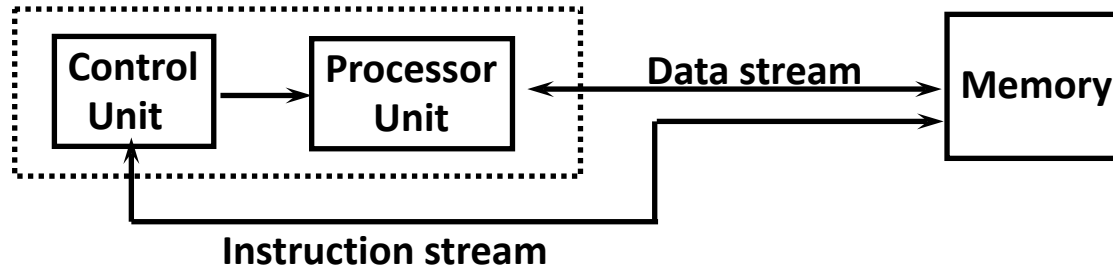 Control
Unit
Processor
Unit
Data stream
Memory
Instruction stream